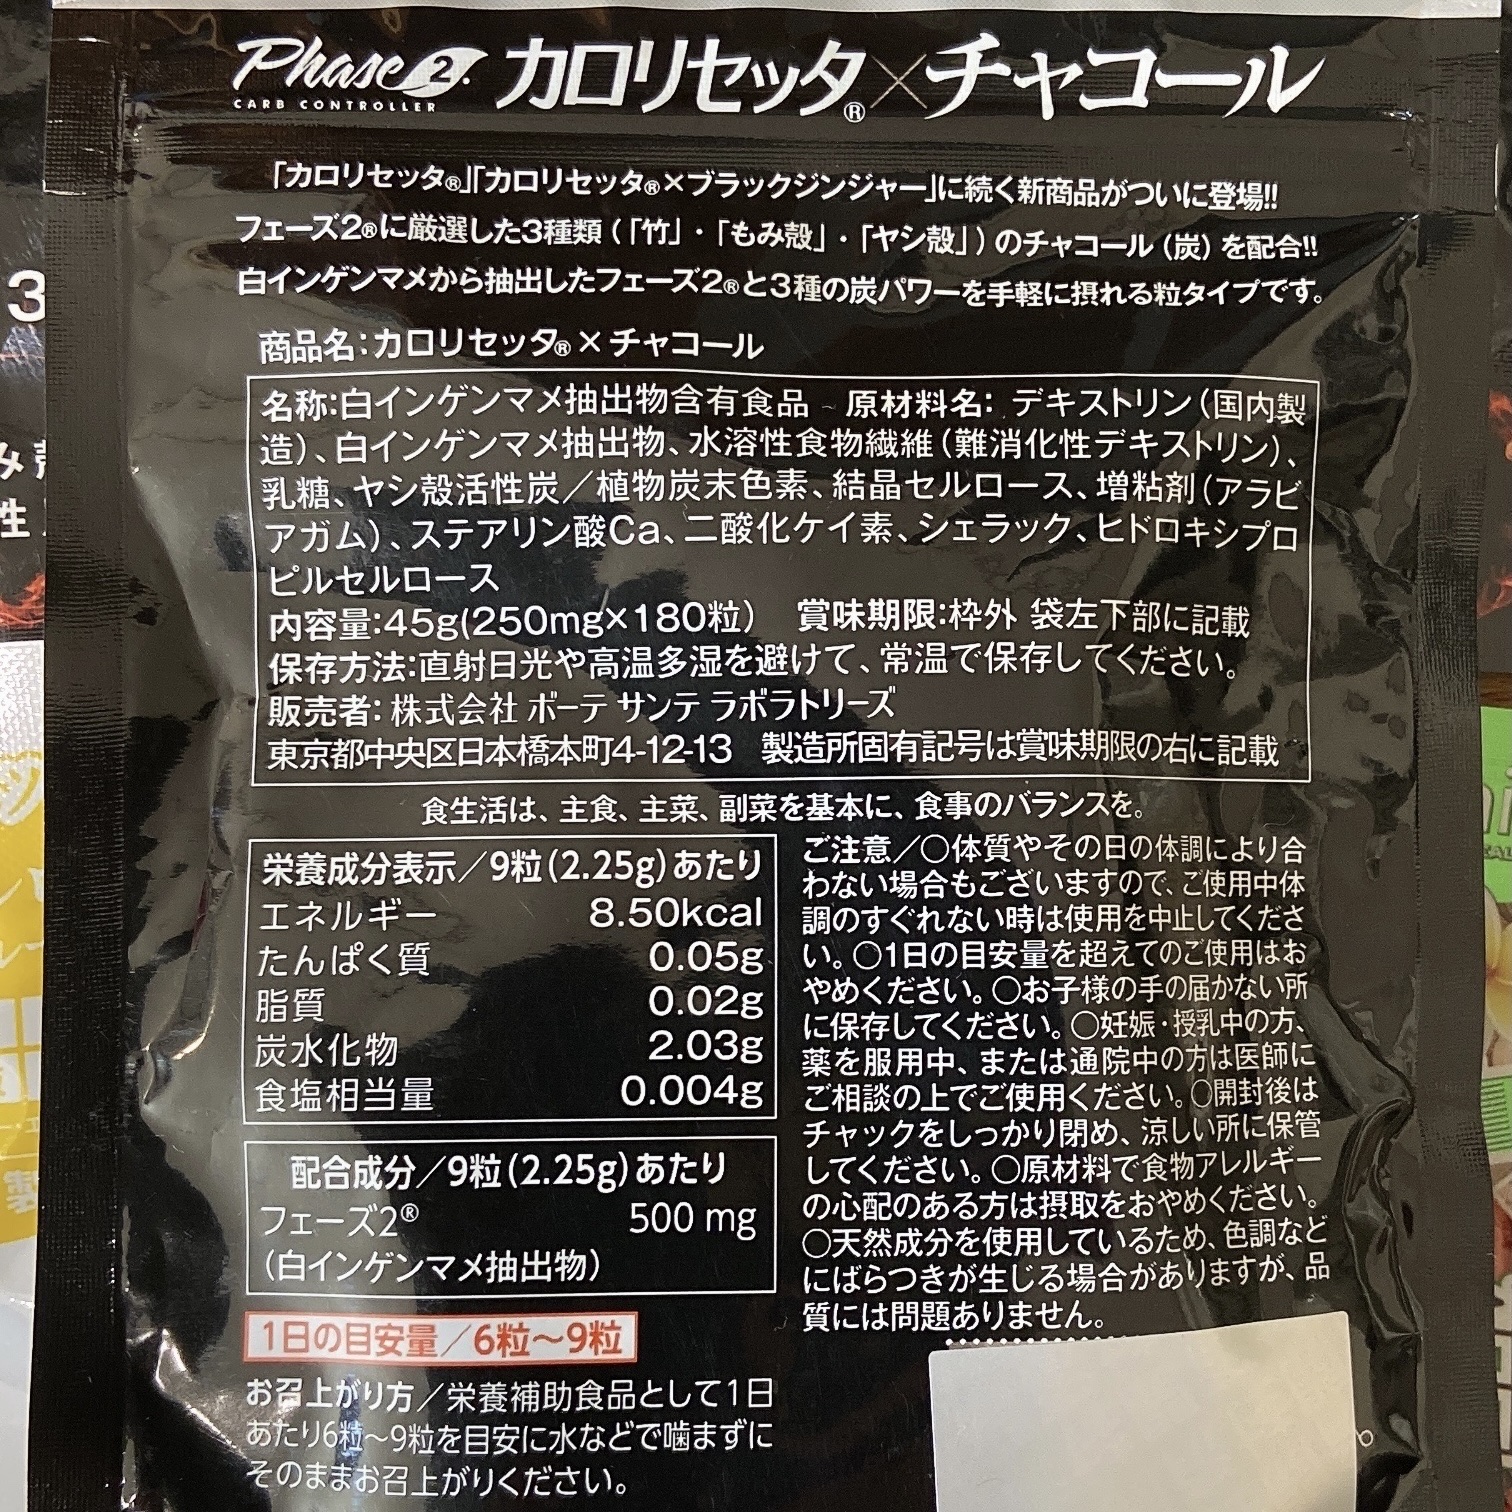 Phase 2® カロリセッタ®×チャコール
CARB CONTROLLER
「カロリセッタ®」「カロリセッタ®×ブラックジンジャー」に続く新商品がついに登場!!
フェーズ2®に厳選した3種類(「竹」・「もみ殻」・「ヤシ殻」)のチャコール(炭)を配合!!
白インゲンマメから抽出したフェーズ2®と3種の炭パワーを手軽に摂れる粒タイプです。
商品名:カロリセッタ®×チャコール
名称:白インゲンマメ抽出物含有食品 原材料名: デキストリン(国内製
造)、白インゲンマメ抽出物、水溶性食物繊維(難消化性デキストリン)、
乳糖、ヤシ殻活性炭/植物炭末色素、結晶セルロース、増粘剤(アラビ
アガム)、ステアリン酸Ca、二酸化ケイ素、シェラック、ヒドロキシプロ
ピルセルロース
内容量:45g(250mg×180粒) 賞味期限:枠外 袋左下部に記載
保存方法:直射日光や高温多湿を避けて、常温で保存してください。
販売者:株式会社 ボーテ サンテ ラボラトリーズ
東京都中央区日本橋本町4-12-13 製造所固有記号は賞味期限の右に記載
食生活は、主食、主菜、副菜を基本に、食事のバランスを。
栄養成分表示/9粒(2.25g)あたり
エネルギー 8.50kcal
たんぱく質 0.05g
脂質 0.02g
炭水化物 2.03g
食塩相当量 0.004g
配合成分/9粒(2.25g)あたり
フェーズ2® 500 mg
(白インゲンマメ抽出物)
1日の目安量/6粒〜9粒
お召上がり方/栄養補助食品として1日
あたり6粒〜9粒を目安に水などで噛まずに
そのままお召上がりください。
ご注意/○体質やその日の体調により合
わない場合もございますので、ご使用中体
調のすぐれない時は使用を中止してくださ
い。○1日の目安量を超えてのご使用はお
やめください。○お子様の手の届かない所
に保存してください。○妊娠・授乳中の方、
薬を服用中、または通院中の方は医師に
ご相談の上でご使用ください。○開封後は
チャックをしっかり閉め、涼しい所に保管
してください。○原材料で食物アレルギー
の心配のある方は摂取をおやめください。
○天然成分を使用しているため、色調など
にばらつきが生じる場合がありますが、品
質には問題ありません。